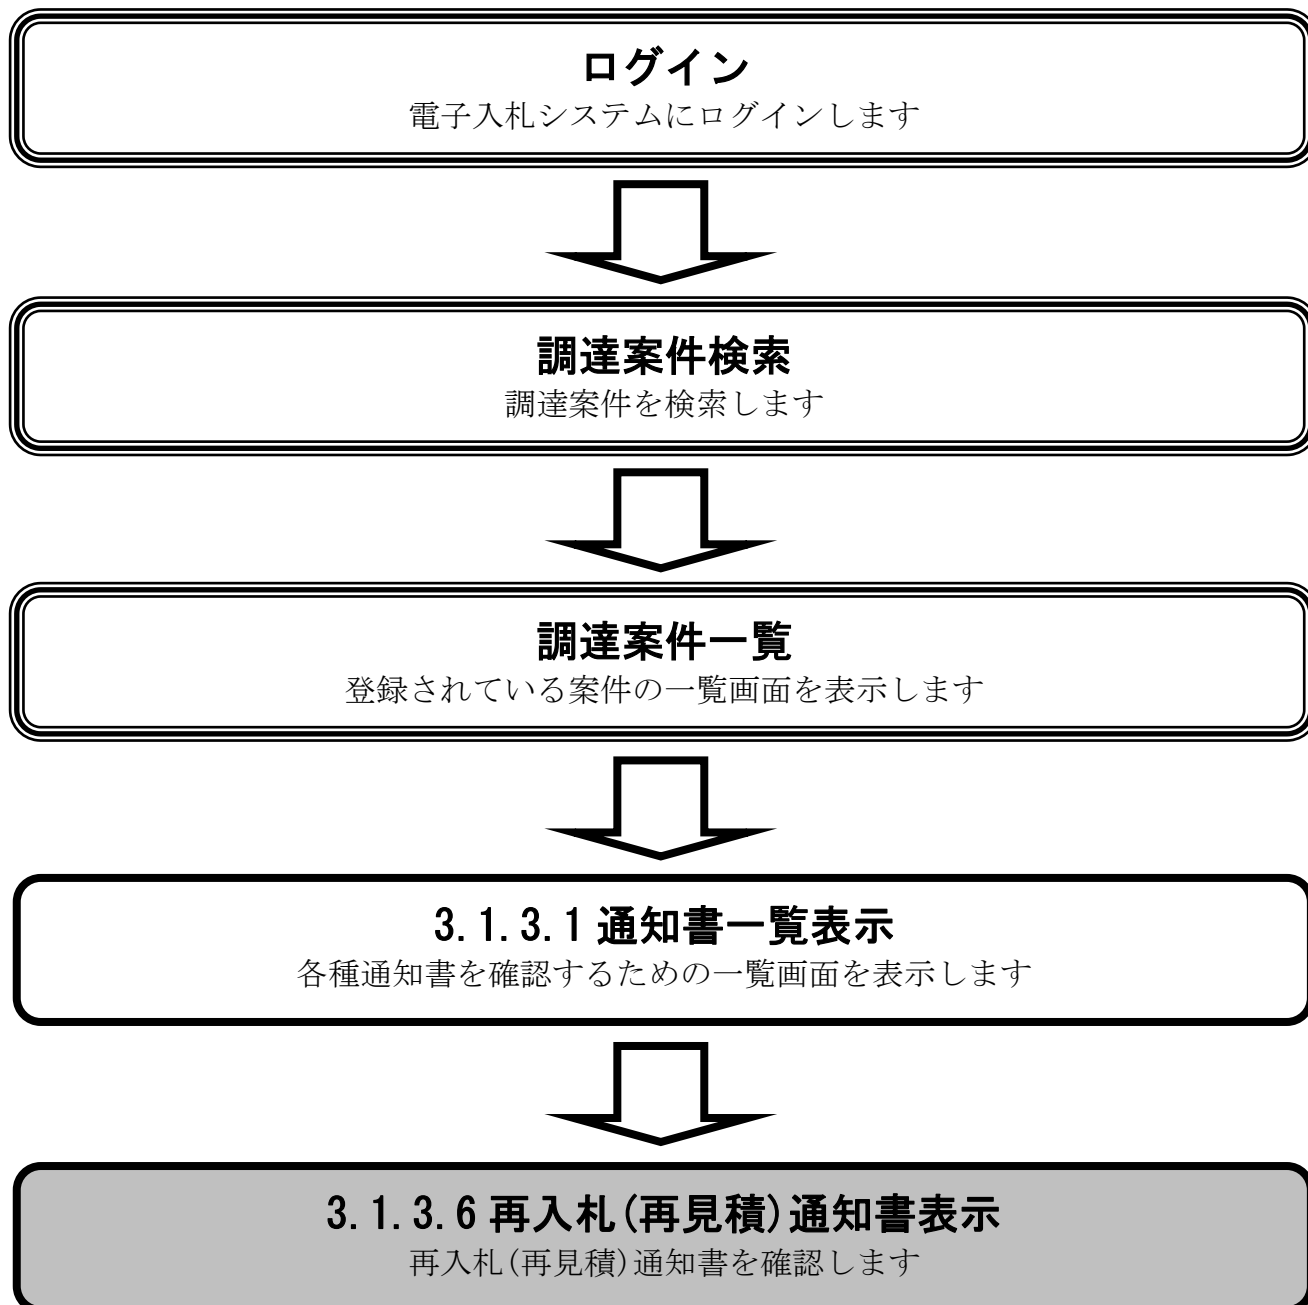 ログイン
電子入札システムにログインします
調達案件検索
調達案件を検索します
調達案件一覧
登録されている案件の一覧画面を表示します
3.1.3.1 通知書一覧表示
各種通知書を確認するための一覧画面を表示します
3.1.3.6 再入札(再見積)通知書表示
再入札(再見積)通知書を確認します